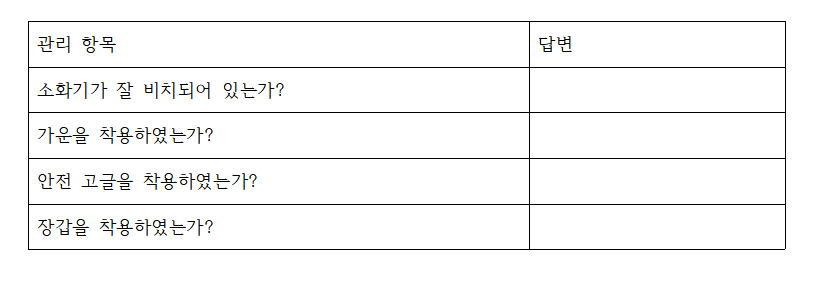 관리 항목 답변
소화기가 잘 비치되어 있는가?
가운을 착용하였는가?
안전 고글을 착용하였는가?
장갑을 착용하였는가?